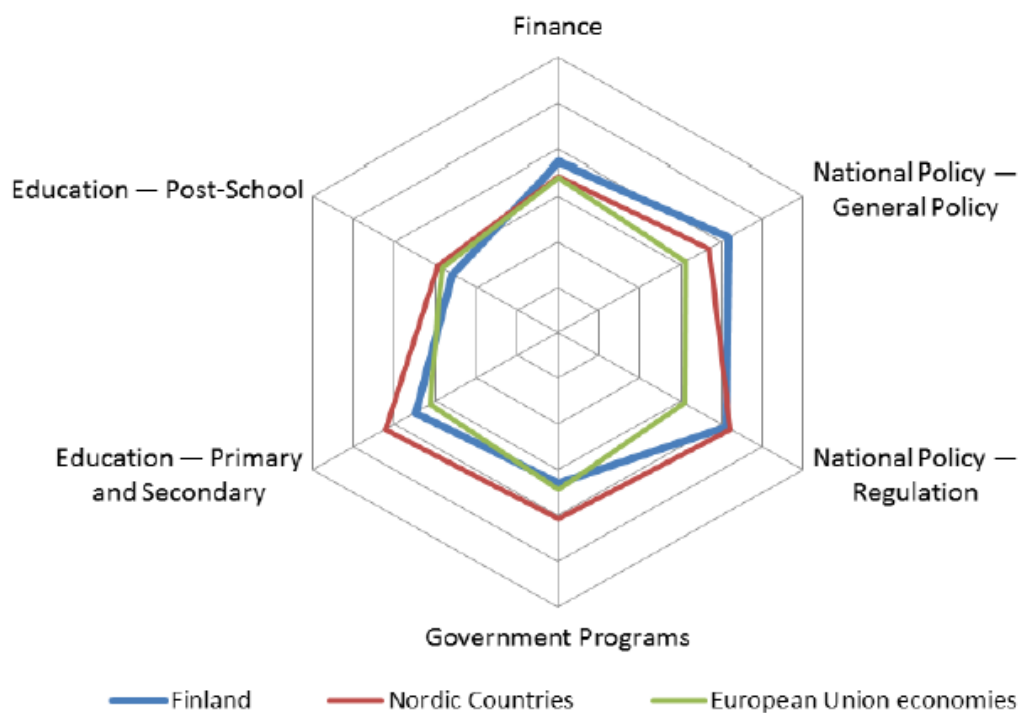 Finance
Education — Post-School
National Policy —
General Policy
Education — Primary
and Secondary
National Policy —
Regulation
Government Programs
Finland
Nordic Countries
European Union economies